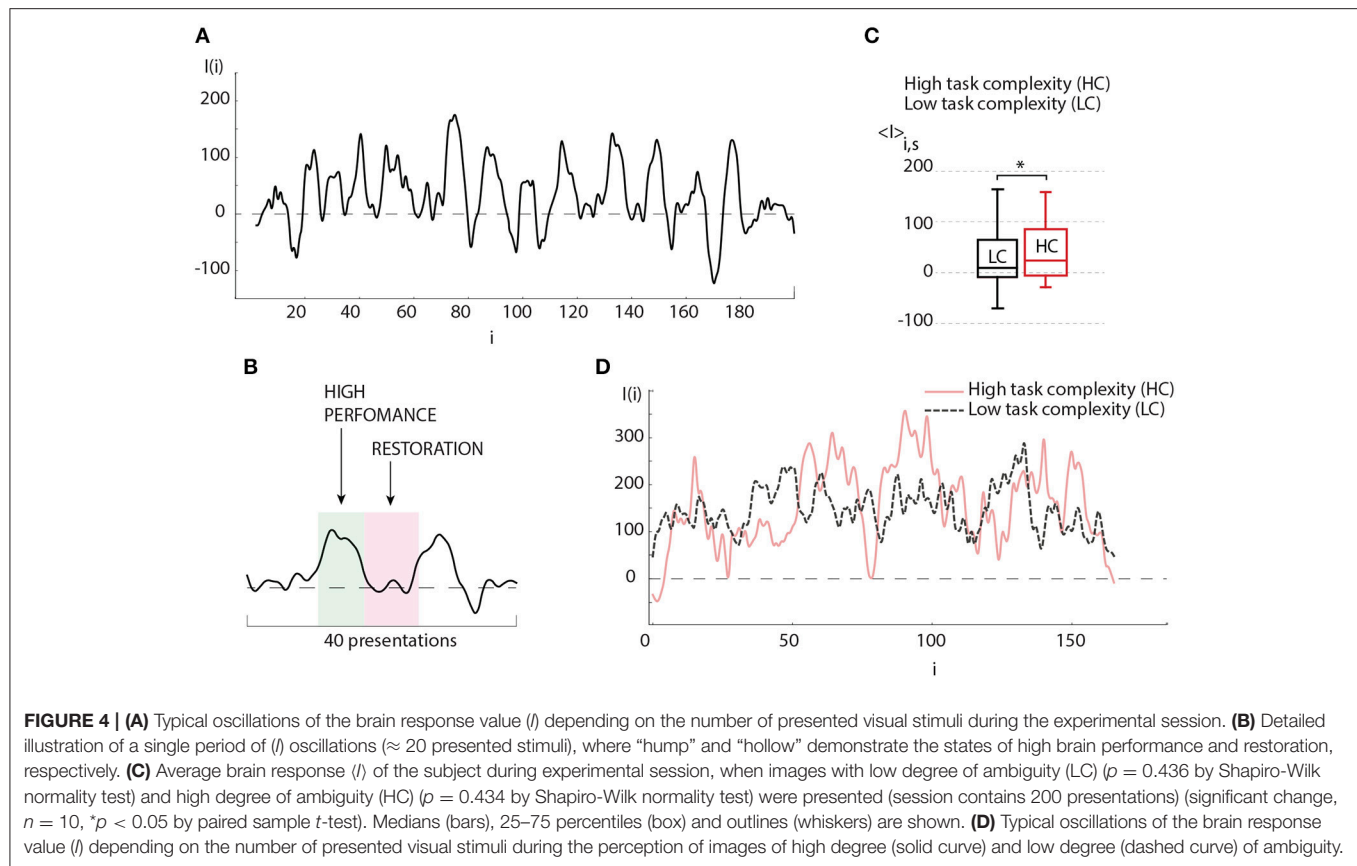 A
I(i)
200
100
0
-100
20 40 60 80 100 120 140 160 180
i
C
High task complexity (HC)
Low task complexity (LC)
<I>i,s
200
*
100
LC HC
0
-100
B
HIGH
PERFOMANCE
RESTORATION
40 presentations
D
I(i)
High task complexity (HC)
Low task complexity (LC)
300
200
100
0
0 50 100 150
i
FIGURE 4 | (A) Typical oscillations of the brain response value (I) depending on the number of presented visual stimuli during the experimental session. (B) Detailed
illustration of a single period of (I) oscillations (≈ 20 presented stimuli), where “hump” and “hollow” demonstrate the states of high brain performance and restoration,
respectively. (C) Average brain response ⟨I⟩ of the subject during experimental session, when images with low degree of ambiguity (LC) (p = 0.436 by Shapiro-Wilk
normality test) and high degree of ambiguity (HC) (p = 0.434 by Shapiro-Wilk normality test) were presented (session contains 200 presentations) (significant change,
n = 10, *p < 0.05 by paired sample t-test). Medians (bars), 25–75 percentiles (box) and outlines (whiskers) are shown. (D) Typical oscillations of the brain response
value (I) depending on the number of presented visual stimuli during the perception of images of high degree (solid curve) and low degree (dashed curve) of ambiguity.